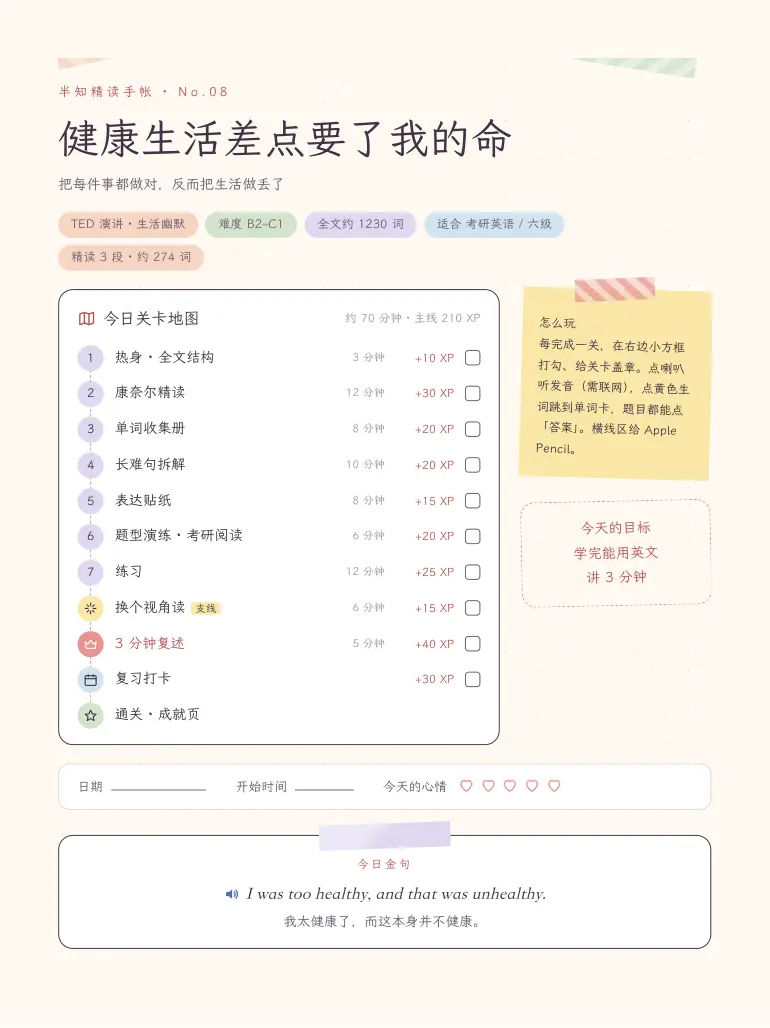 半知精读手帐 · No.08
健康生活差点要了我的命
把每件事都做对，反而把生活做丢了
TED 演讲·生活幽默 难度 B2–C1 全文约 1230 词 适合 考研英语 / 六级
精读 3 段·约 274 词
今日关卡地图 约 70 分钟·主线 210 XP
1 热身·全文结构 3 分钟 +10 XP
2 康奈尔精读 12 分钟 +30 XP
3 单词收集册 8 分钟 +20 XP
4 长难句拆解 10 分钟 +20 XP
5 表达贴纸 8 分钟 +15 XP
6 题型演练·考研阅读 6 分钟 +20 XP
7 练习 12 分钟 +25 XP
换个视角读 支线 6 分钟 +15 XP
3 分钟复述 5 分钟 +40 XP
复习打卡 +30 XP
通关·成就页
怎么玩
每完成一关，在右边小方框
打勾、给关卡盖章。点喇叭
听发音（需联网），点黄色生
词跳到单词卡，题目都能点
「答案」。横线区给 Apple
Pencil。
今天的目标
学完能用英文
讲 3 分钟
日期 开始时间 今天的心情
今日金句
I was too healthy, and that was unhealthy.
我太健康了，而这本身并不健康。